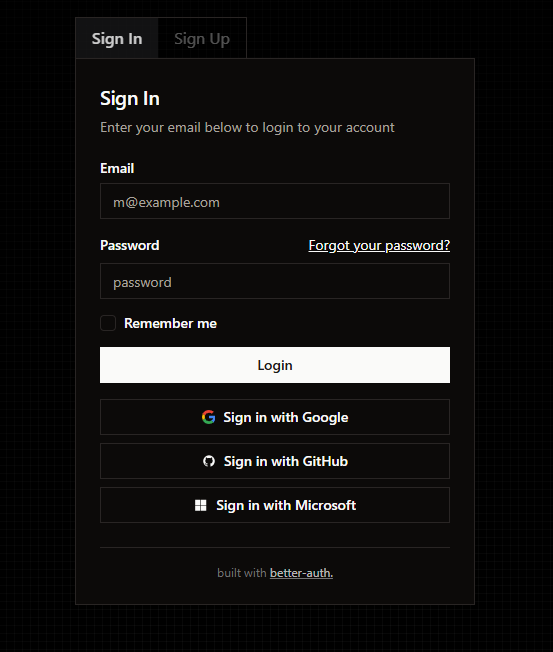 Sign In Sign Up
Sign In
Enter your email below to login to your account
Email
m@example.com
Password Forgot your password?
password
Remember me
Login
Sign in with Google
Sign in with GitHub
Sign in with Microsoft
built with better-auth.